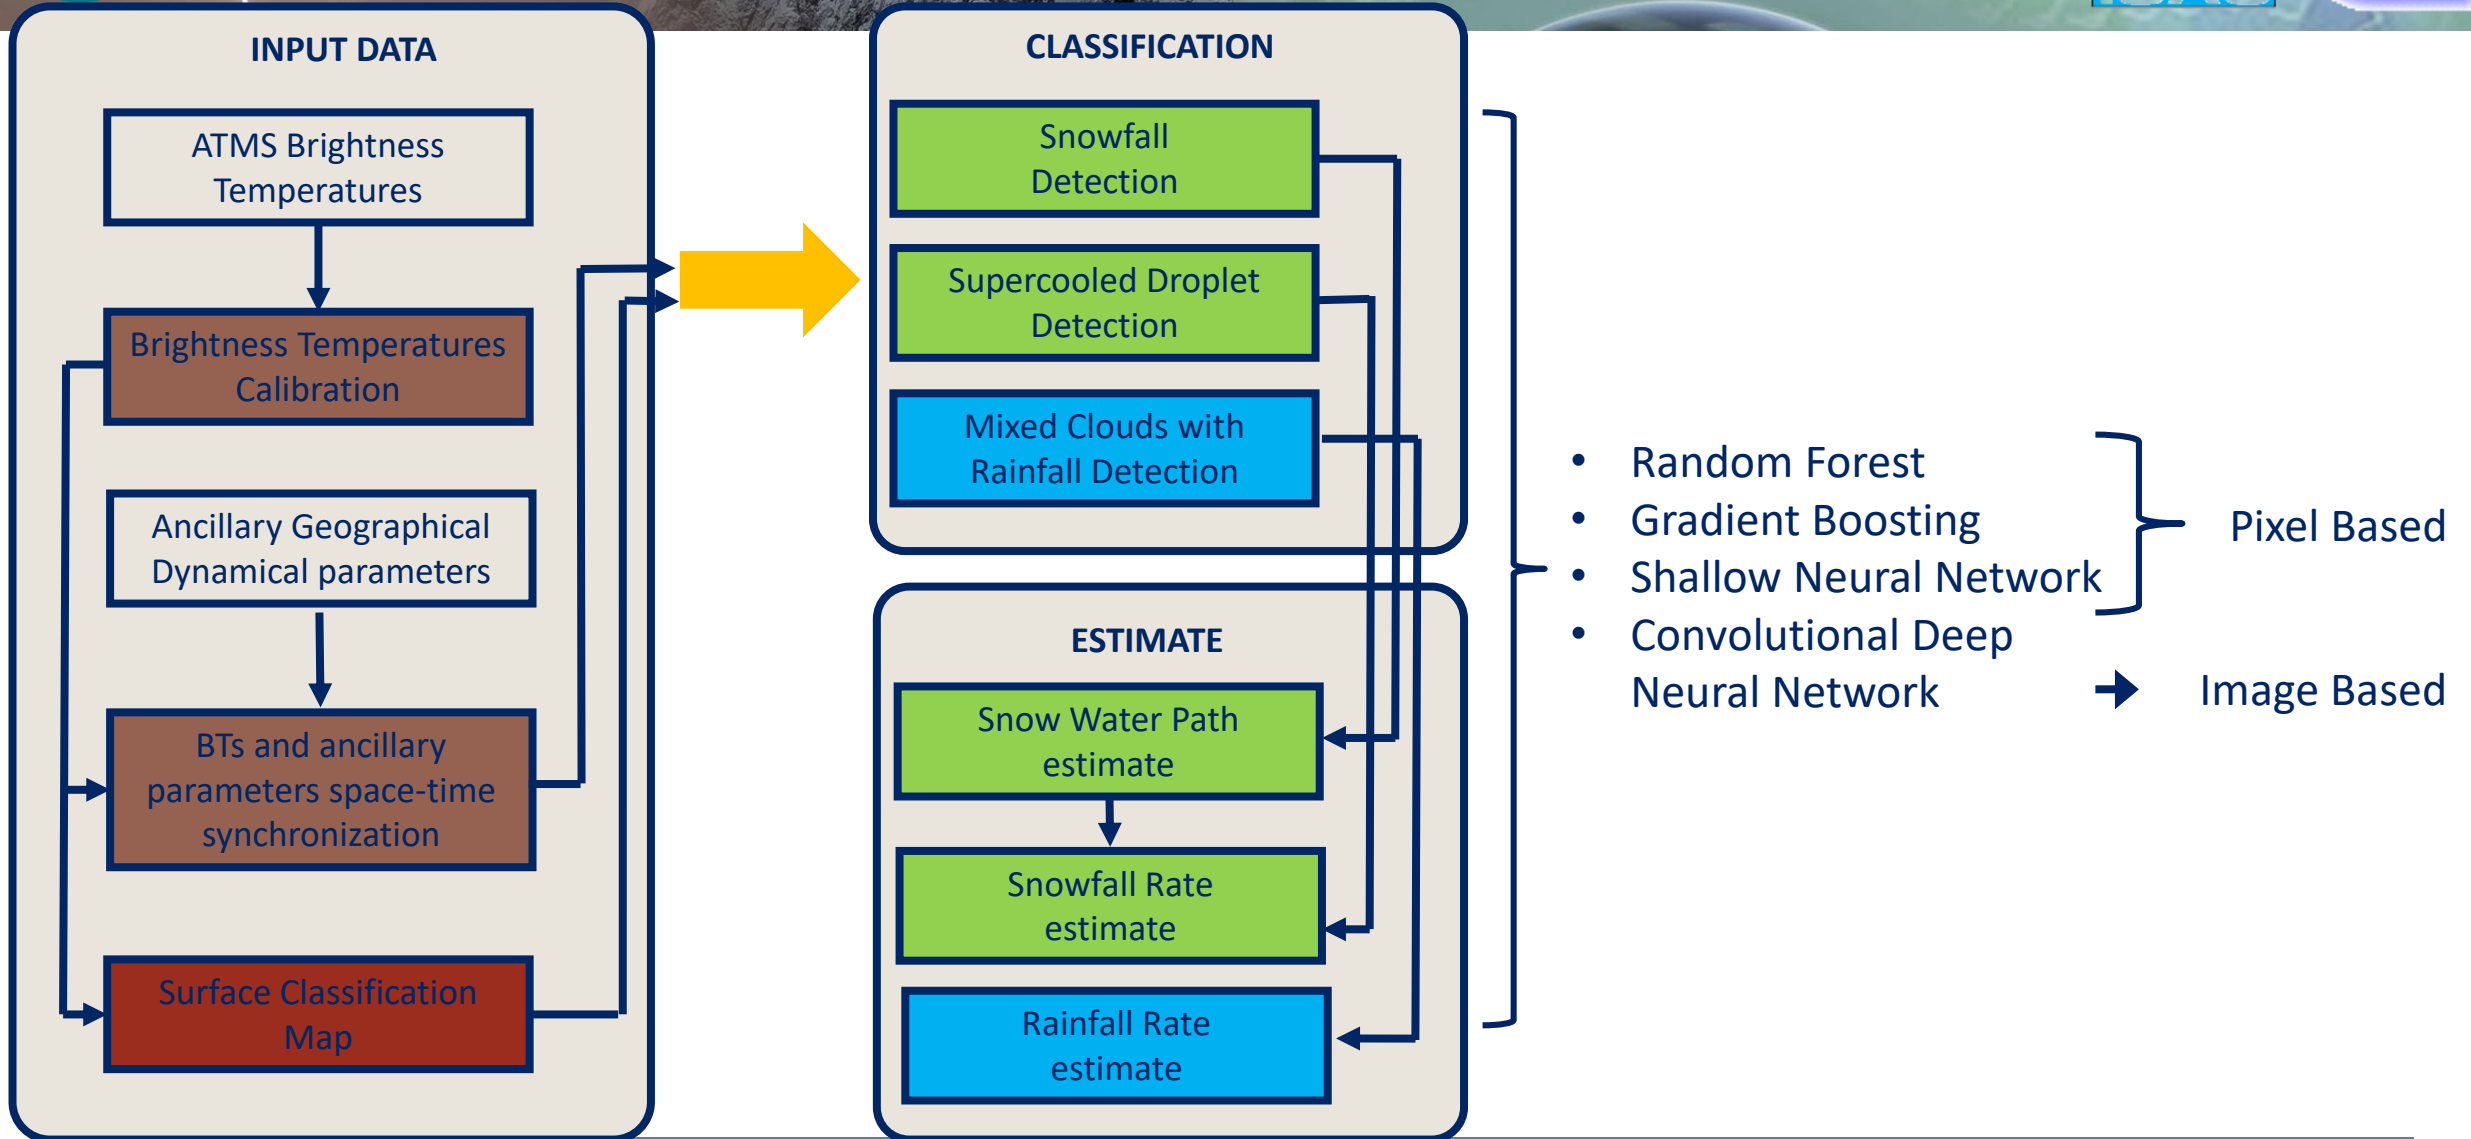 INPUT DATA
ATMS Brightness
Temperatures
Brightness Temperatures
Calibration
Ancillary Geographical
Dynamical parameters
BTs and ancillary
parameters space-time
synchronization
Surface Classification
Map
CLASSIFICATION
Snowfall
Detection
Supercooled Droplet
Detection
Mixed Clouds with
Rainfall Detection
ESTIMATE
Snow Water Path
estimate
Snowfall Rate
estimate
Rainfall Rate
estimate
• Random Forest
• Gradient Boosting
• Shallow Neural Network
• Convolutional Deep
Neural Network
Pixel Based
Image Based